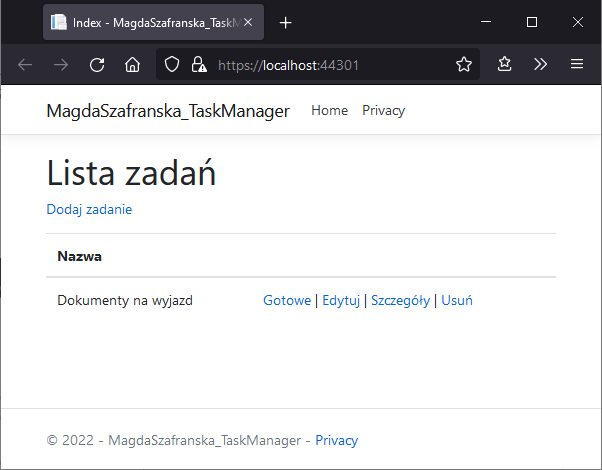 Index - MagdaSzafranska_TaskM
https://localhost:44301
MagdaSzafranska_TaskManager Home Privacy
Lista zadań
Dodaj zadanie
Nazwa
Dokumenty na wyjazd Gotowe | Edytuj | Szczegóły | Usuń
© 2022 - MagdaSzafranska_TaskManager - Privacy